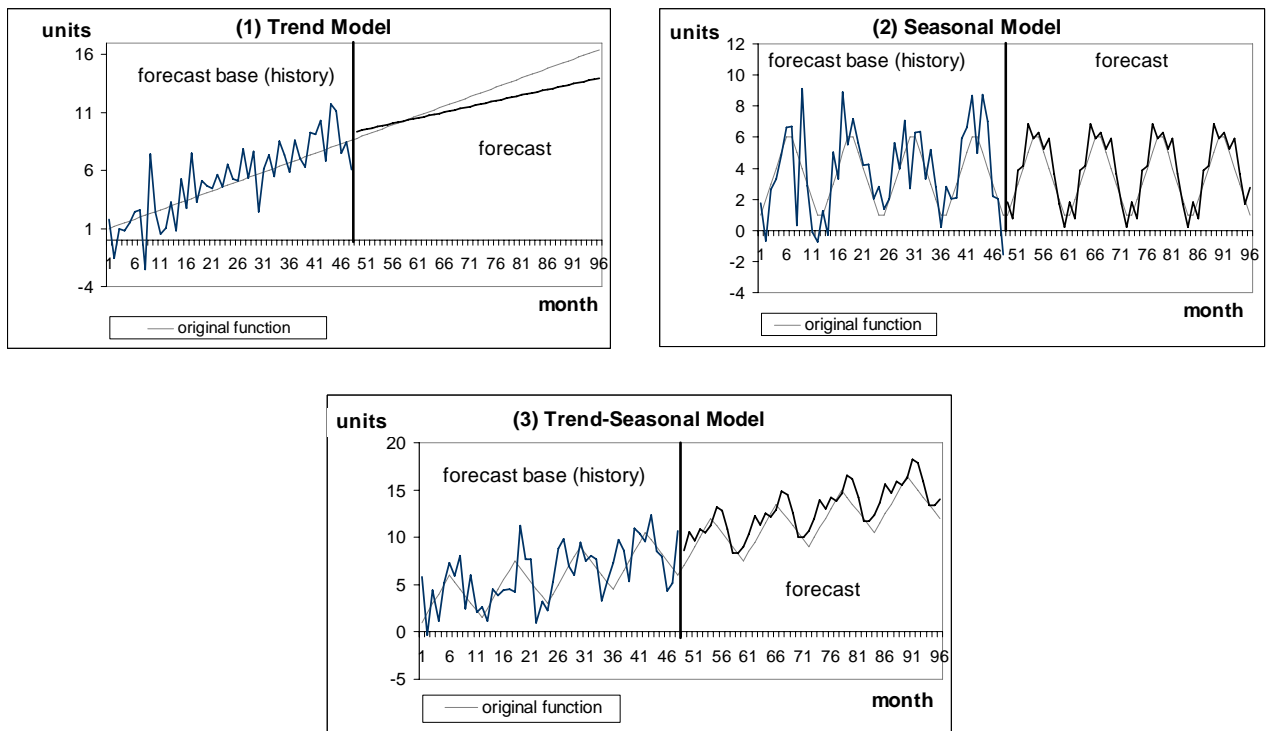 (1) Trend Model
units
16
11
6
1
-4
forecast base (history)
forecast
1 6 11 16 21 26 31 36 41 46 51 56 61 66 71 76 81 86 91 96
month
original function
(2) Seasonal Model
units
12
10
8
6
4
2
0
-2
-4
forecast base (history)
forecast
1 6 11 16 21 26 31 36 41 46 51 56 61 66 71 76 81 86 91 96
month
original function
(3) Trend-Seasonal Model
units
20
15
10
5
0
-5
forecast base (history)
forecast
1 6 11 16 21 26 31 36 41 46 51 56 61 66 71 76 81 86 91 96
month
original function